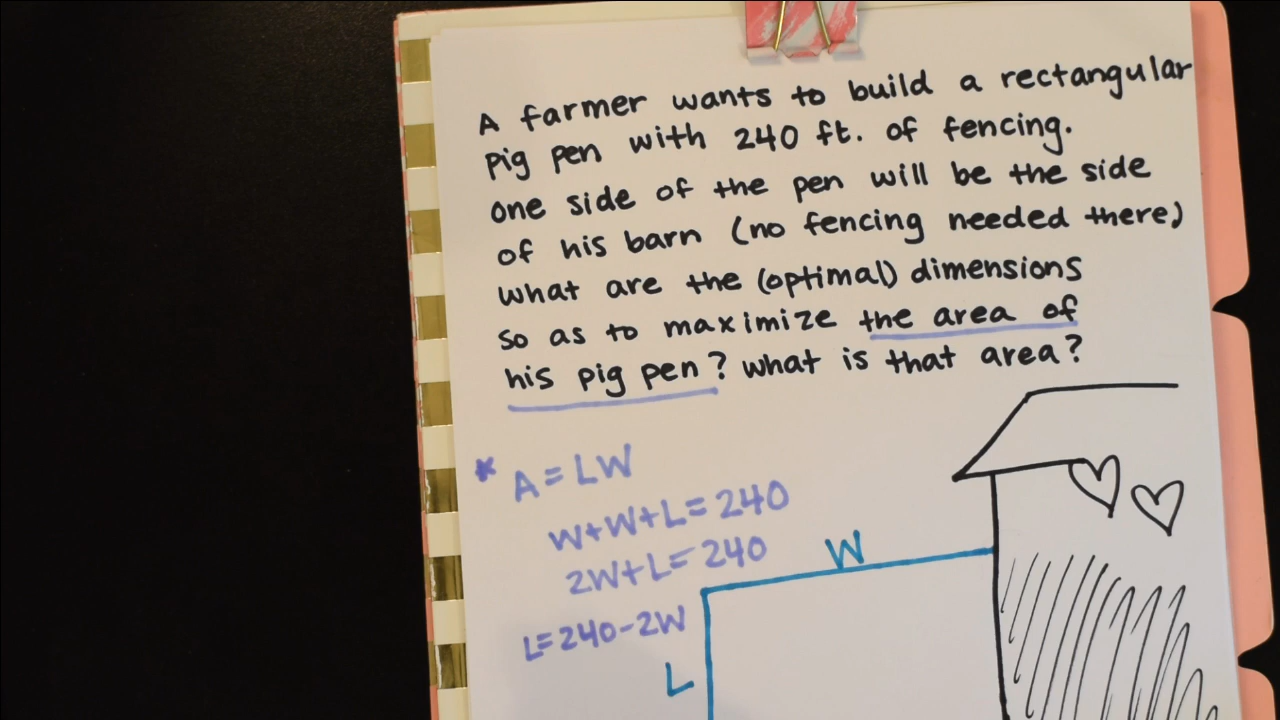 A farmer wants to build a rectangular
pig pen with 240 ft. of fencing.
one side of the pen will be the side
of his barn (no fencing needed there)
what are the (optimal) dimensions
so as to maximize the area of
his pig pen? what is that area?
* A=LW
W+W+L=240
2W+L=240
L=240-2W
W
L